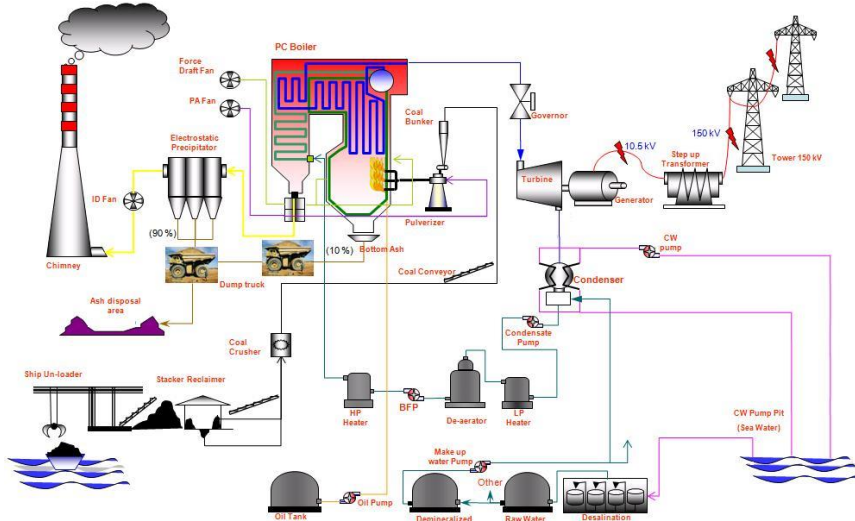 PC Boiler
Force
Draft Fan
PA Fan
Coal
Bunker
Governor
10.5 kV
150 kV
Step up
Transformer
Tower 150 kV
Electrostatic
Precipitator
ID Fan
Turbine
Generator
Pulverizer
(90 %)
(10 %)
Bottom Ash
Chimney
Dump truck
Coal Conveyor
CW
pump
Condenser
Ash disposal
area
Condensate
Pump
Coal
Crusher
Ship Un-loader
Stacker Reclaimer
HP
Heater
BFP
De-aerator
LP
Heater
CW Pump Pit
(Sea Water)
Make up
water Pump
Other
Oil Tank
Oil Pump
Demineralized
Raw Water
Desalination